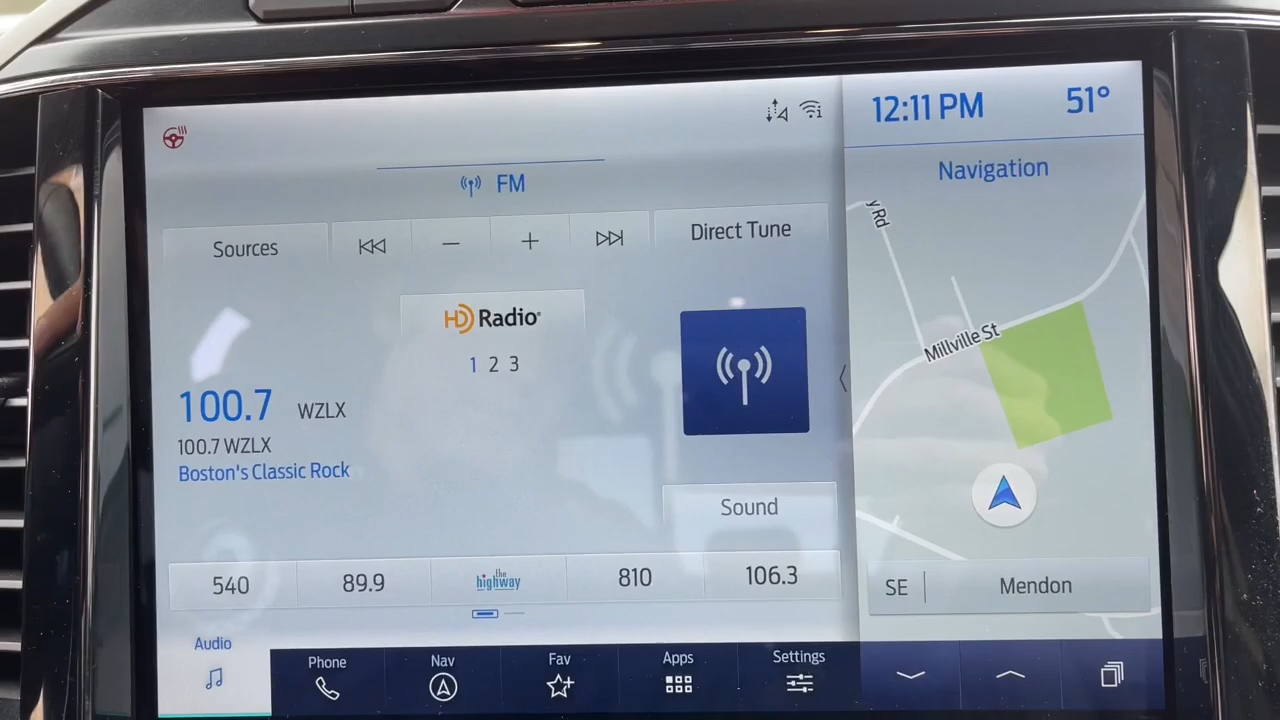 12:11 PM 51°
FM
Navigation
Sources
Direct Tune
y Rd
HD Radio
Millville St
1 2 3
100.7 WZLX
100.7 WZLX
Boston's Classic Rock
Sound
540 89.9 the highway 810 106.3
SE Mendon
Audio
Phone Nav Fav Apps Settings